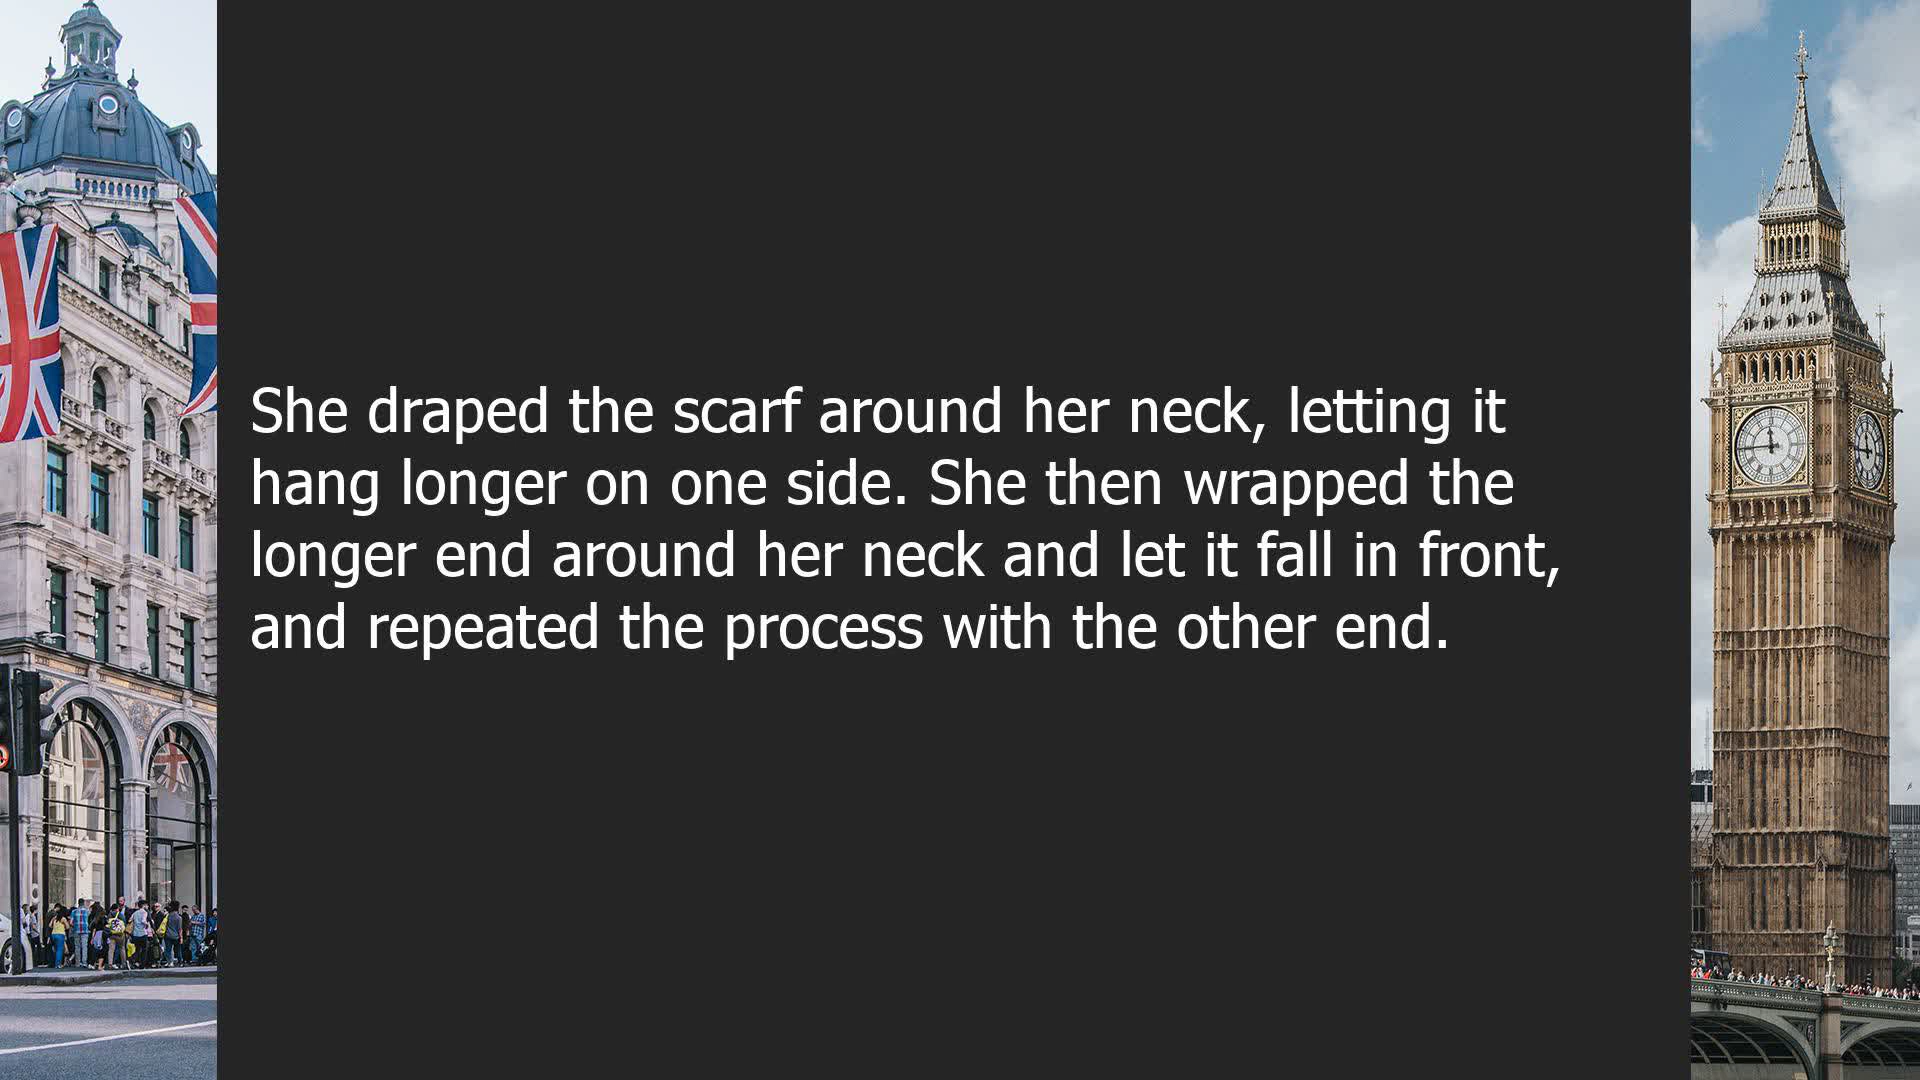 She draped the scarf around her neck, letting it
hang longer on one side. She then wrapped the
longer end around her neck and let it fall in front,
and repeated the process with the other end.